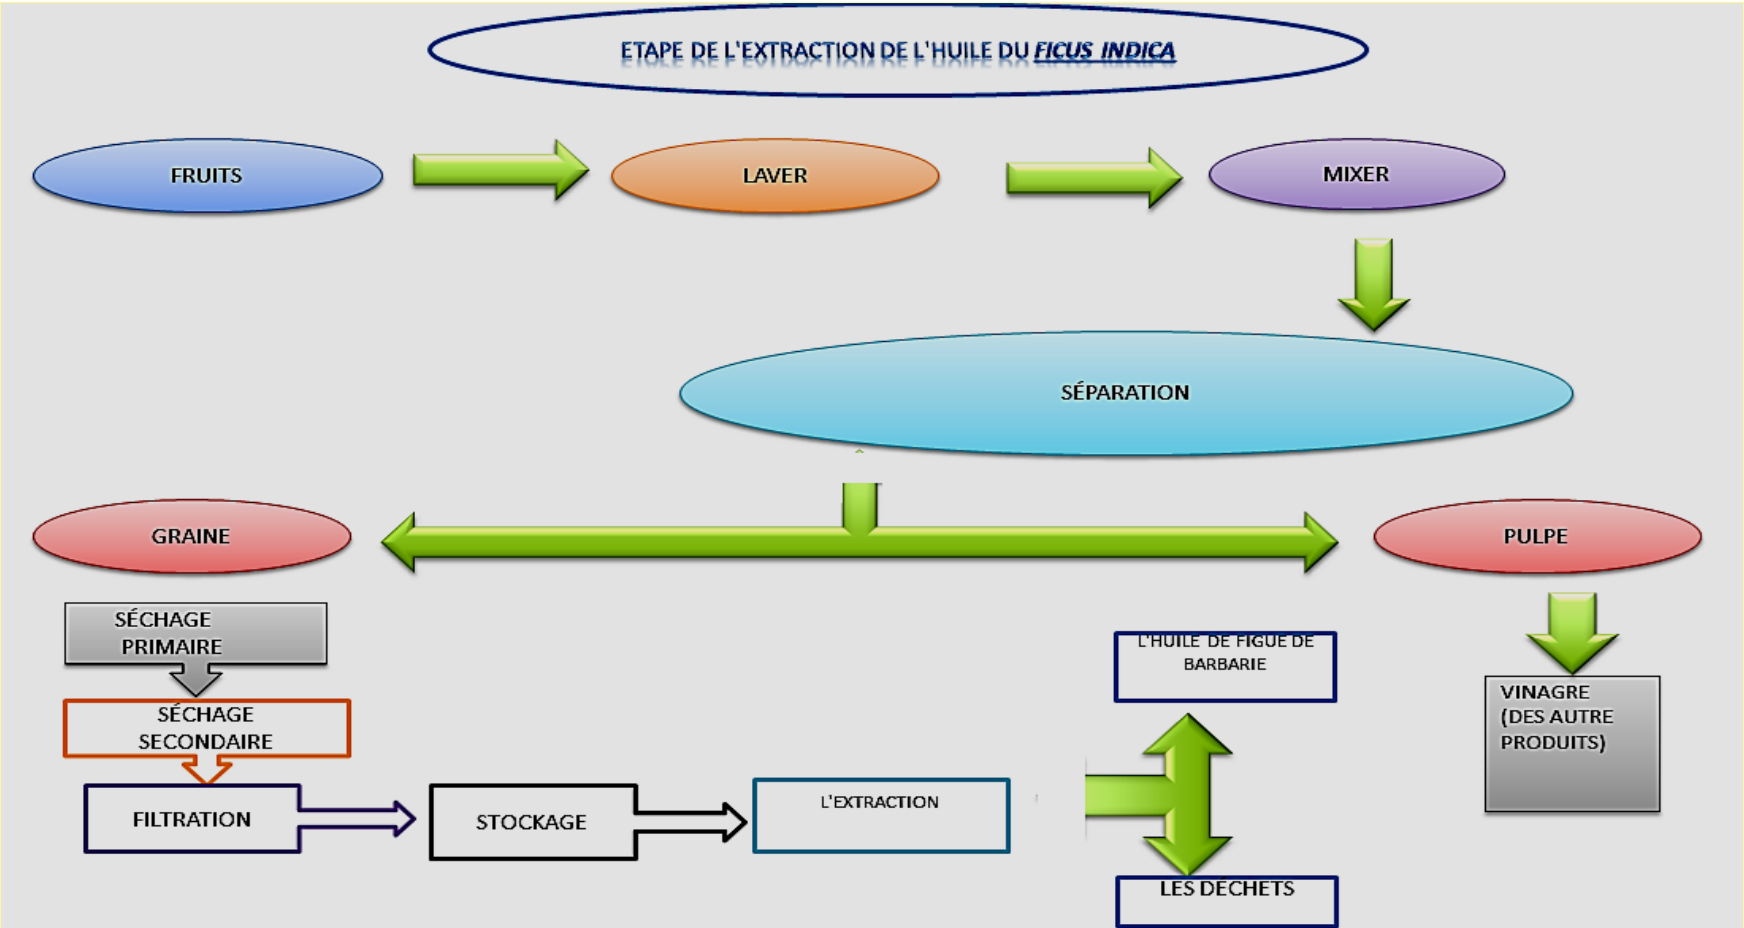 ETAPE DE L'EXTRACTION DE L'HUILE DU FICUS INDICA
FRUITS
LAVER
MIXER
SÉPARATION
GRAINE
PULPE
SÉCHAGE
PRIMAIRE
SÉCHAGE
SECONDAIRE
FILTRATION
STOCKAGE
L'EXTRACTION
L'HUILE DE FIGUE DE
BARBARIE
LES DÉCHETS
VINAGRE
(DES AUTRE
PRODUITS)